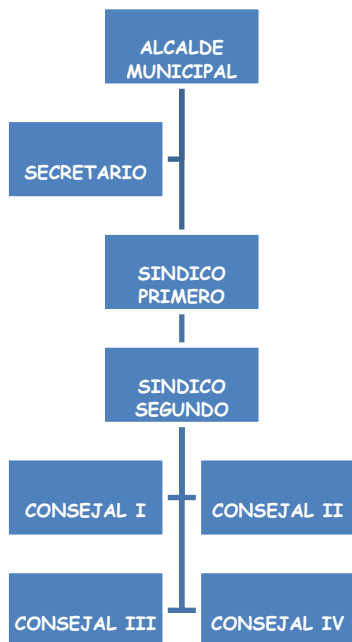 ALCALDE
MUNICIPAL
SECRETARIO
SINDICO
PRIMERO
SINDICO
SEGUNDO
CONSEJAL I
CONSEJAL II
CONSEJAL III
CONSEJAL IV